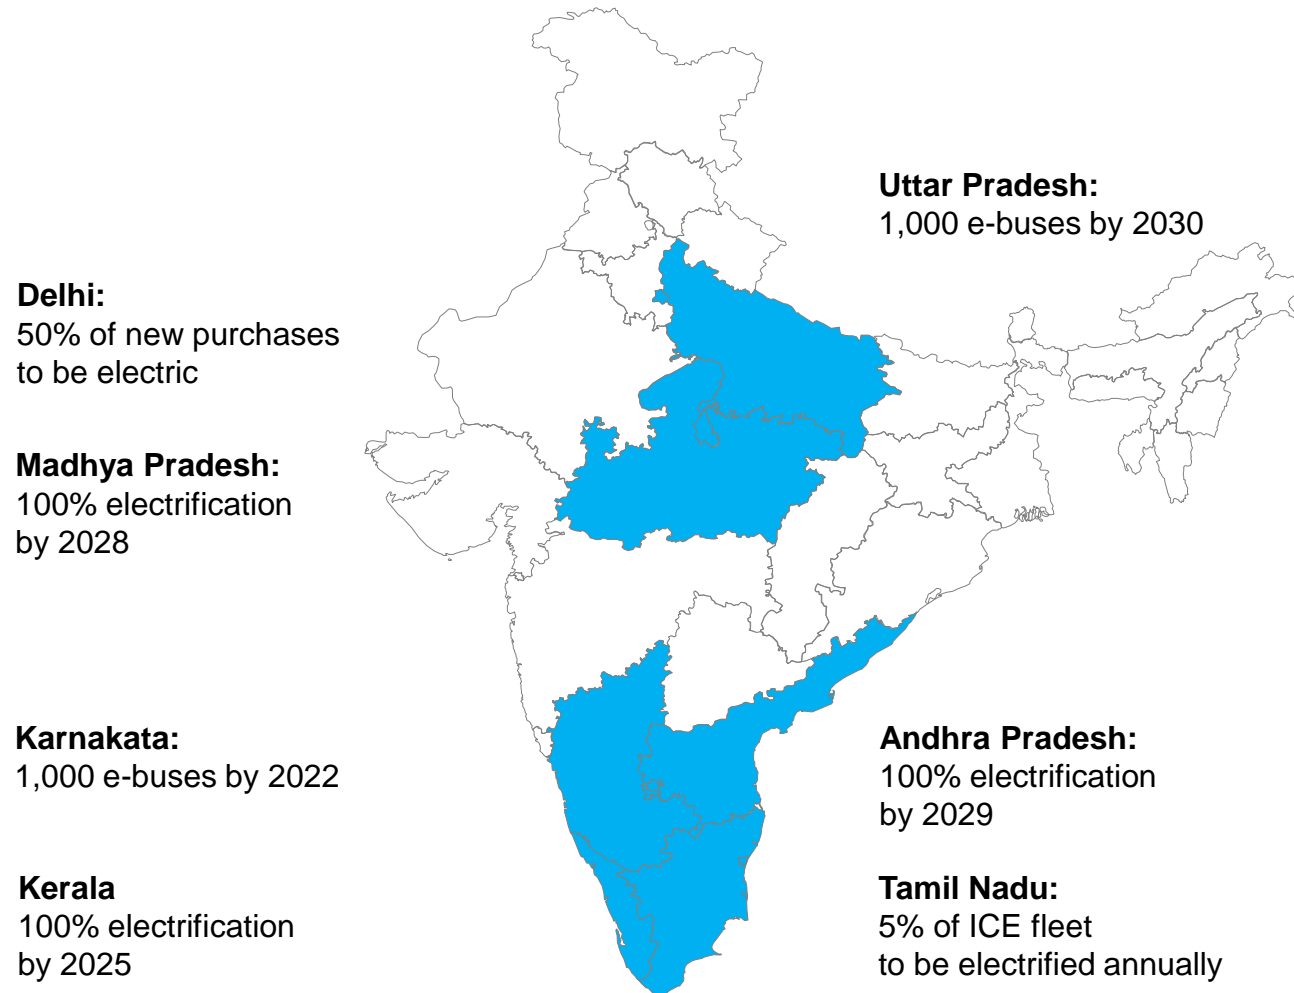 Uttar Pradesh:
1,000 e-buses by 2030
Delhi:
50% of new purchases
to be electric
Madhya Pradesh:
100% electrification
by 2028
Karnakata:
1,000 e-buses by 2022
Andhra Pradesh:
100% electrification
by 2029
Kerala
100% electrification
by 2025
Tamil Nadu:
5% of ICE fleet
to be electrified annually